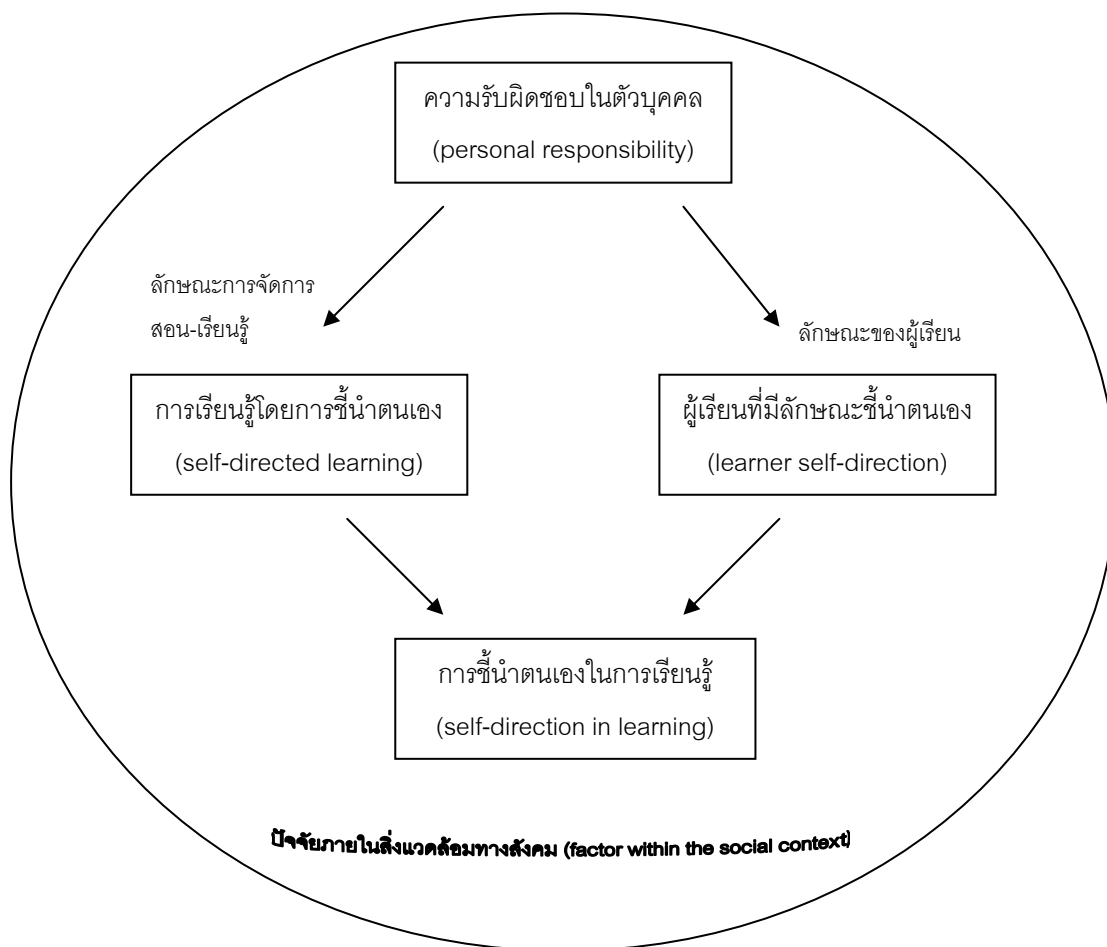 ความรับผิดชอบในตัวบุคคล
(personal responsibility)
ลักษณะการจัดการ
สอน-เรียนรู้
ลักษณะของผู้เรียน
การเรียนรู้โดยการชี้นำตนเอง
(self-directed learning)
ผู้เรียนที่มีลักษณะชี้นำตนเอง
(learner self-direction)
การชี้นำตนเองในการเรียนรู้
(self-direction in learning)
ปัจจัยภายในสิ่งแวดล้อมทางสังคม (factor within the social context)